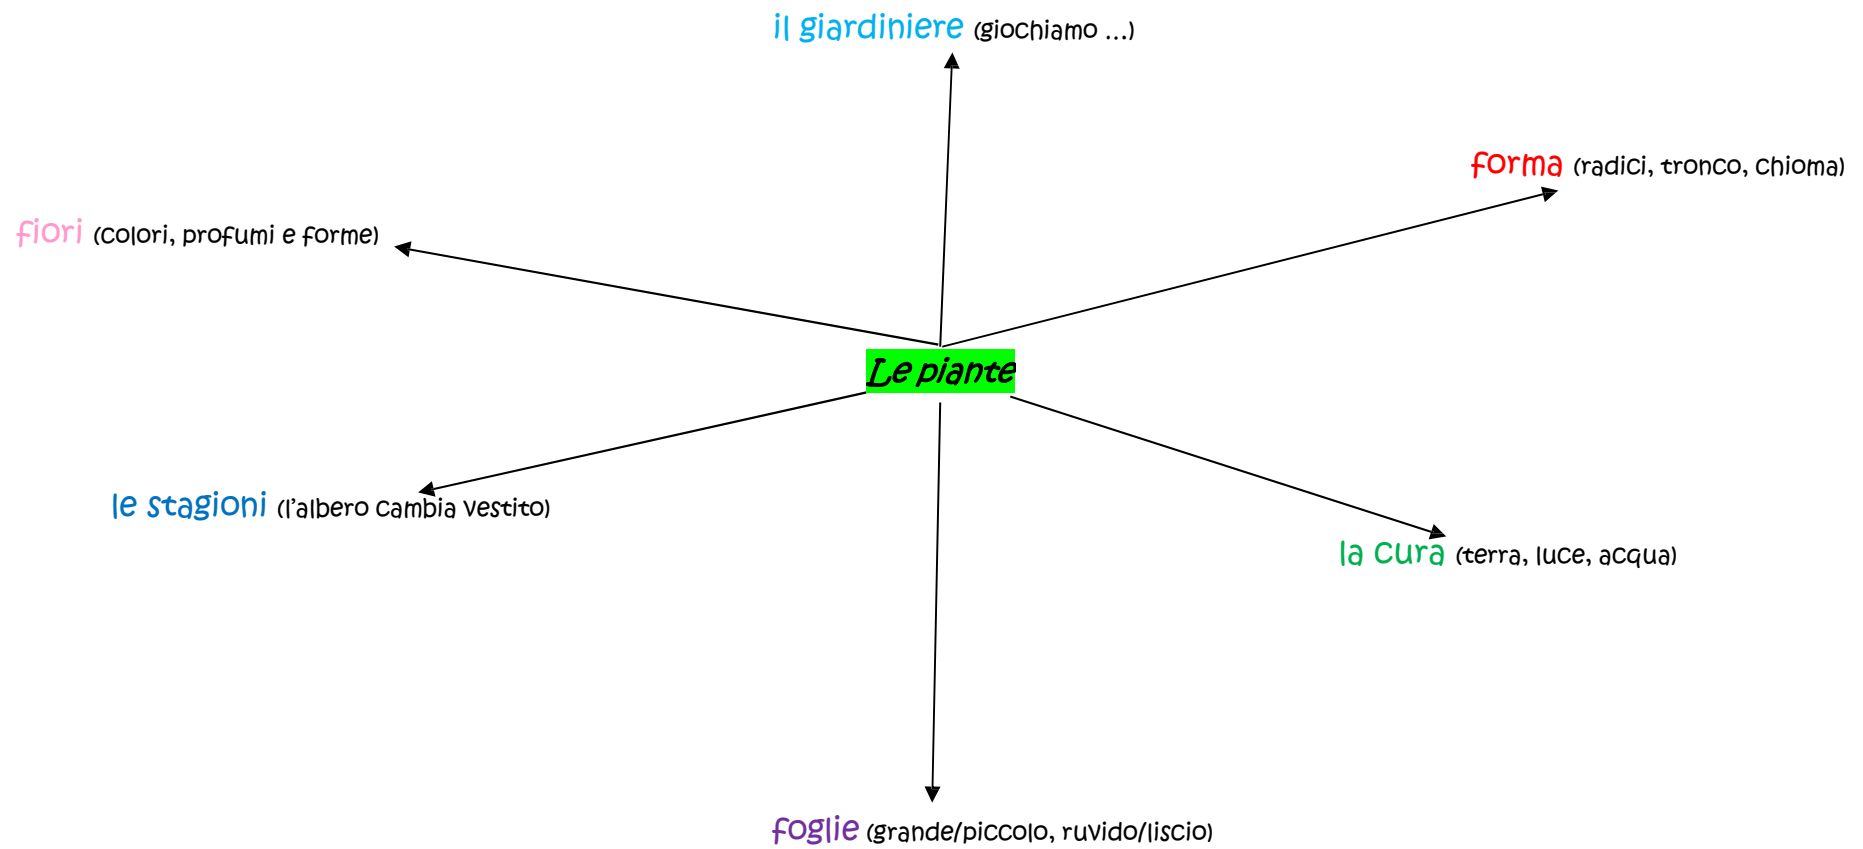 il giardiniere (giochiamo ...)
forma (radici, tronco, chioma)
fiori (colori, profumi e forme)
Le piante
le stagioni (l'albero cambia vestito)
la cura (terra, luce, acqua)
foglie (grande/piccolo, ruvido/liscio)